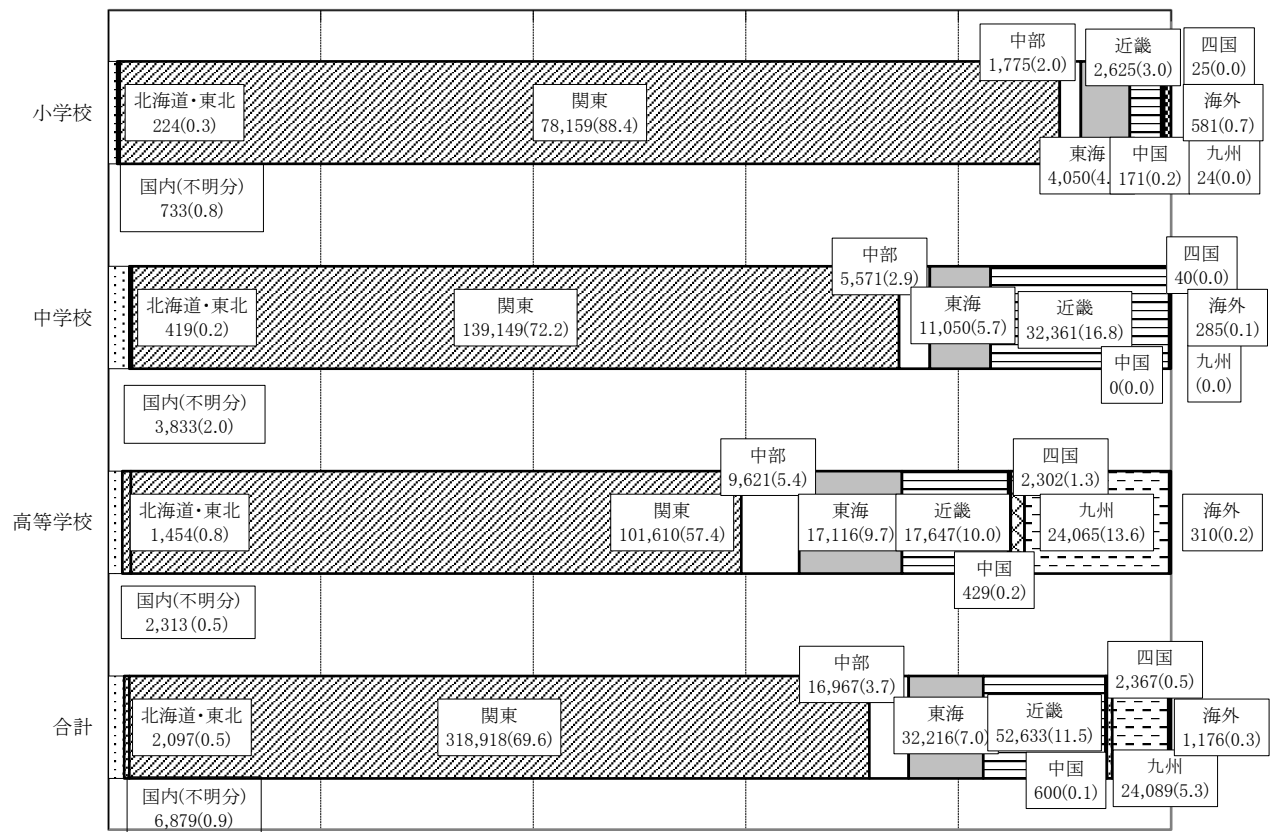 小学校
北海道・東北
224(0.3)
関東
78,159(88.4)
中部
1,775(2.0)
近畿
2,625(3.0)
四国
25(0.0)
海外
581(0.7)
東海
4,050(4.
中国
171(0.2)
九州
24(0.0)
国内(不明分)
733(0.8)
中学校
北海道・東北
419(0.2)
関東
139,149(72.2)
中部
5,571(2.9)
東海
11,050(5.7)
近畿
32,361(16.8)
四国
40(0.0)
海外
285(0.1)
中国
0(0.0)
九州
(0.0)
国内(不明分)
3,833(2.0)
高等学校
北海道・東北
1,454(0.8)
関東
101,610(57.4)
中部
9,621(5.4)
東海
17,116(9.7)
近畿
17,647(10.0)
四国
2,302(1.3)
九州
24,065(13.6)
海外
310(0.2)
中国
429(0.2)
国内(不明分)
2,313(0.5)
合計
北海道・東北
2,097(0.5)
関東
318,918(69.6)
中部
16,967(3.7)
東海
32,216(7.0)
近畿
52,633(11.5)
四国
2,367(0.5)
海外
1,176(0.3)
中国
600(0.1)
九州
24,089(5.3)
国内(不明分)
6,879(0.9)